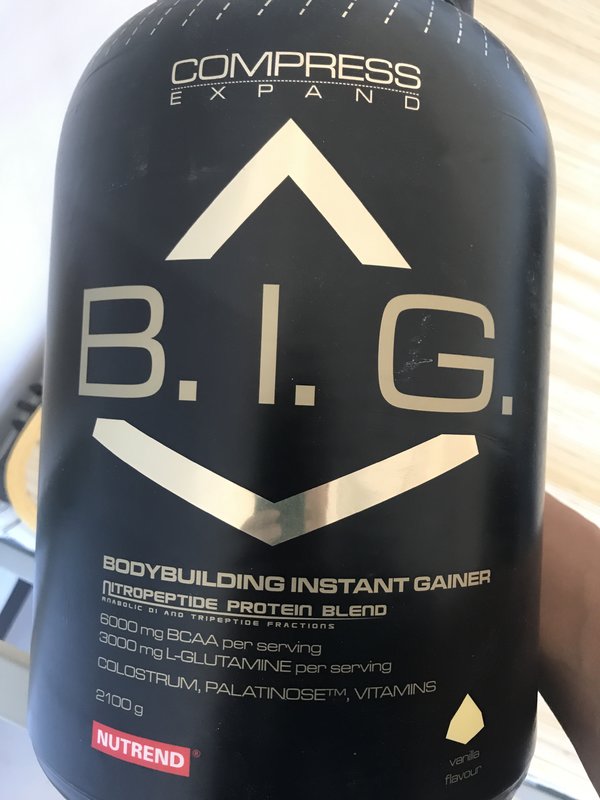 COMPRESS
EXPAND
B.I.G.
BODYBUILDING INSTANT GAINER
NITROPEPTIDE PROTEIN BLEND
ANABOLIC DI AND TRIPEPTIDE FRACTIONS
6000 mg BCAA per serving
3000 mg L-GLUTAMINE per serving
COLOSTRUM, PALATINOSE™, VITAMINS
2100 g
NUTREND®
vanilla
flavour